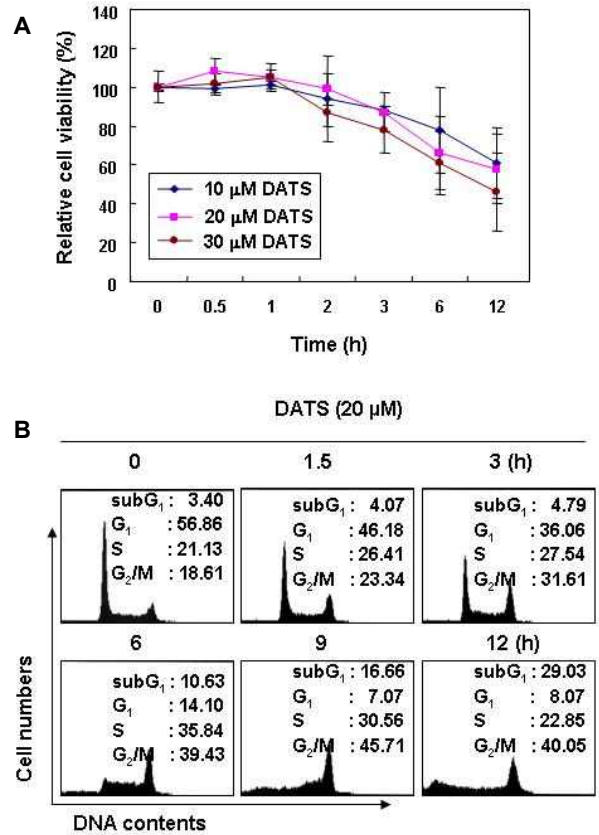 A
Relative cell viability (%)
140
120
100
80
60
40
20
0
10 µM DATS
20 µM DATS
30 µM DATS
0 0.5 1 2 3 6 12
Time (h)
B
DATS (20 µM)
0 1.5 3 (h)
subG₁ : 3.40
G₁ : 56.86
S : 21.13
G₂/M : 18.61
subG₁ : 4.07
G₁ : 46.18
S : 26.41
G₂/M : 23.34
subG₁ : 4.79
G₁ : 36.06
S : 27.54
G₂/M : 31.61
6 9 12 (h)
subG₁ : 10.63
G₁ : 14.10
S : 35.84
G₂/M : 39.43
subG₁ : 16.66
G₁ : 7.07
S : 30.56
G₂/M : 45.71
subG₁ : 29.03
G₁ : 8.07
S : 22.85
G₂/M : 40.05
Cell numbers
DNA contents